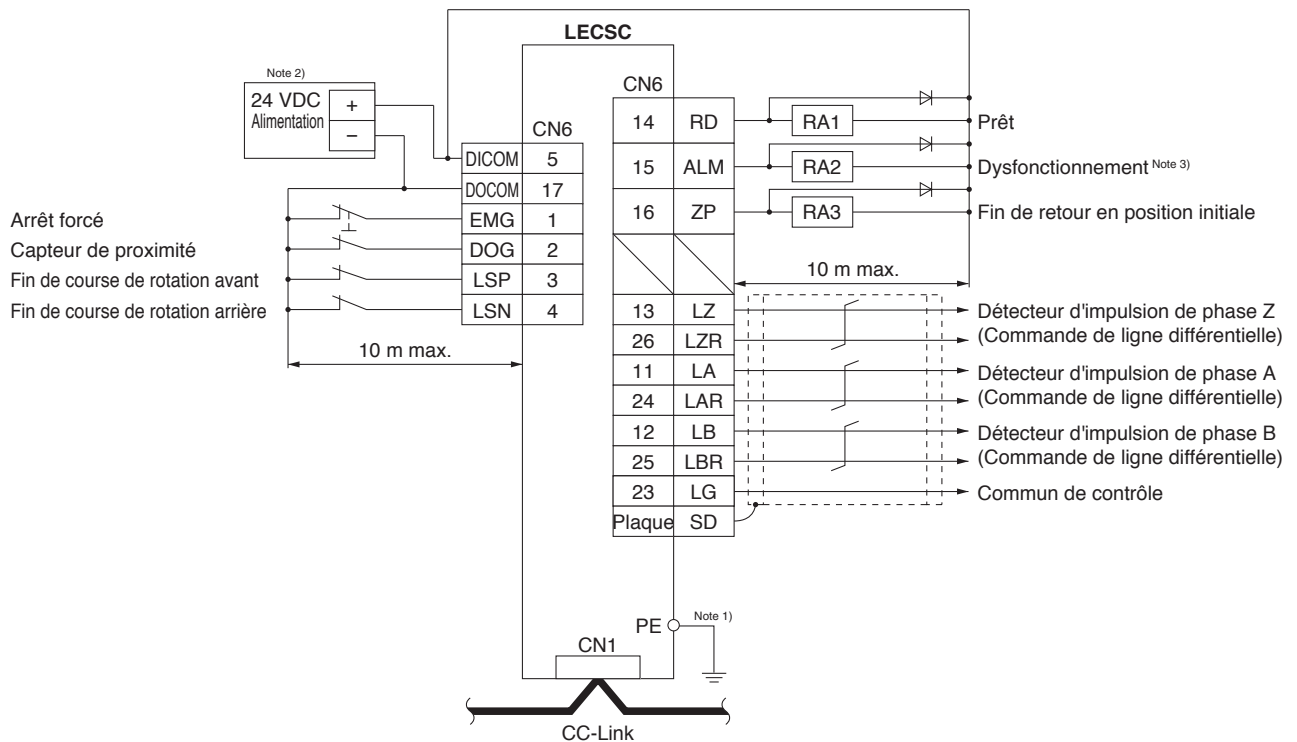 LECSC
Note 2)
24 VDC
Alimentation
+
−
CN6
DICOM 5
DOCOM 17
EMG 1
DOG 2
LSP 3
LSN 4
Arrêt forcé
Capteur de proximité
Fin de course de rotation avant
Fin de course de rotation arrière
10 m max.
CN6
14 RD RA1 Prêt
15 ALM RA2 Dysfonctionnement Note 3)
16 ZP RA3 Fin de retour en position initiale
10 m max.
13 LZ Détecteur d'impulsion de phase Z
26 LZR (Commande de ligne différentielle)
11 LA Détecteur d'impulsion de phase A
24 LAR (Commande de ligne différentielle)
12 LB Détecteur d'impulsion de phase B
25 LBR (Commande de ligne différentielle)
23 LG Commun de contrôle
Plaque SD
PE Note 1)
CN1
CC-Link